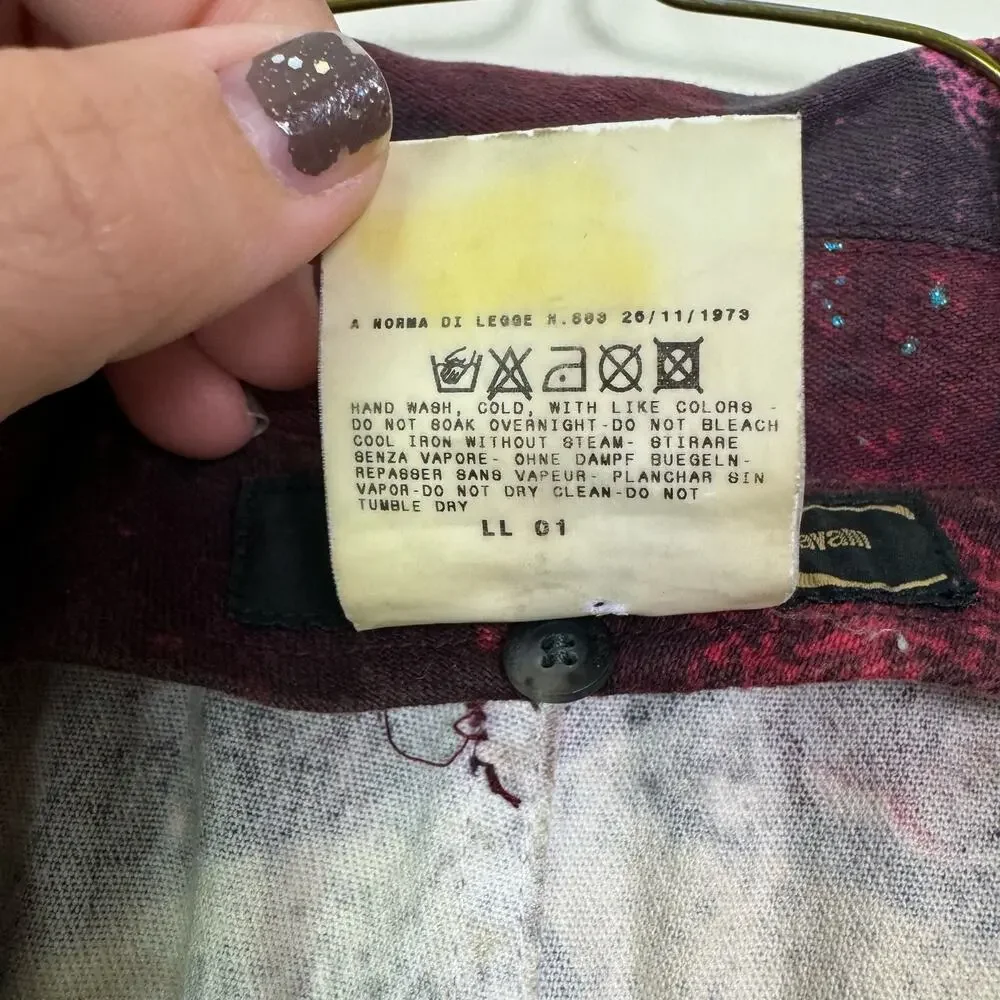 A NORMA DI LEGGE N.883 26/11/1973
HAND WASH, COLD, WITH LIKE COLORS -
DO NOT SOAK OVERNIGHT-DO NOT BLEACH
COOL IRON WITHOUT STEAM- STIRARE
SENZA VAPORE- OHNE DAMPF BUEGELN-
REPASSER SANS VAPEUR- PLANCHAR SIN
VAPOR-DO NOT DRY CLEAN-DO NOT
TUMBLE DRY
LL 01